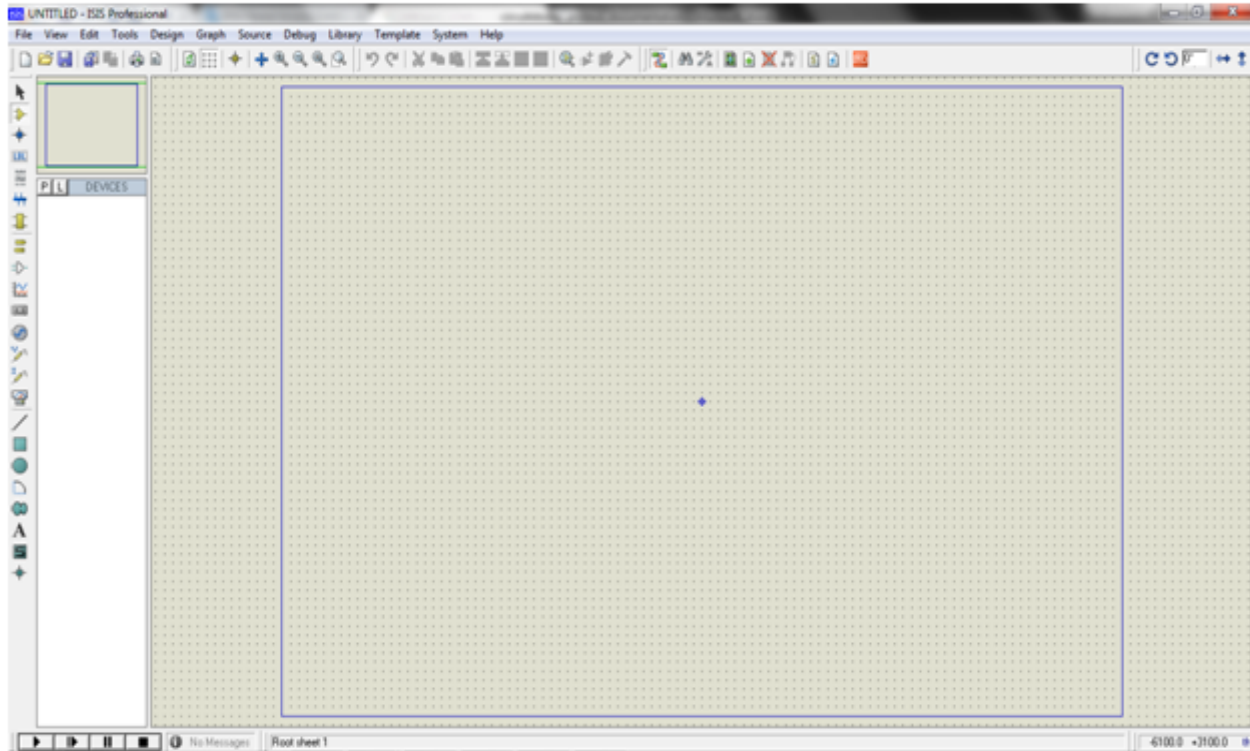 UNTITLED - ISIS Professional
File View Edit Tools Design Graph Source Debug Library Template System Help
LBL
P L DEVICES
A
S
No Messages Root sheet 1 -6100.0 +3100.0